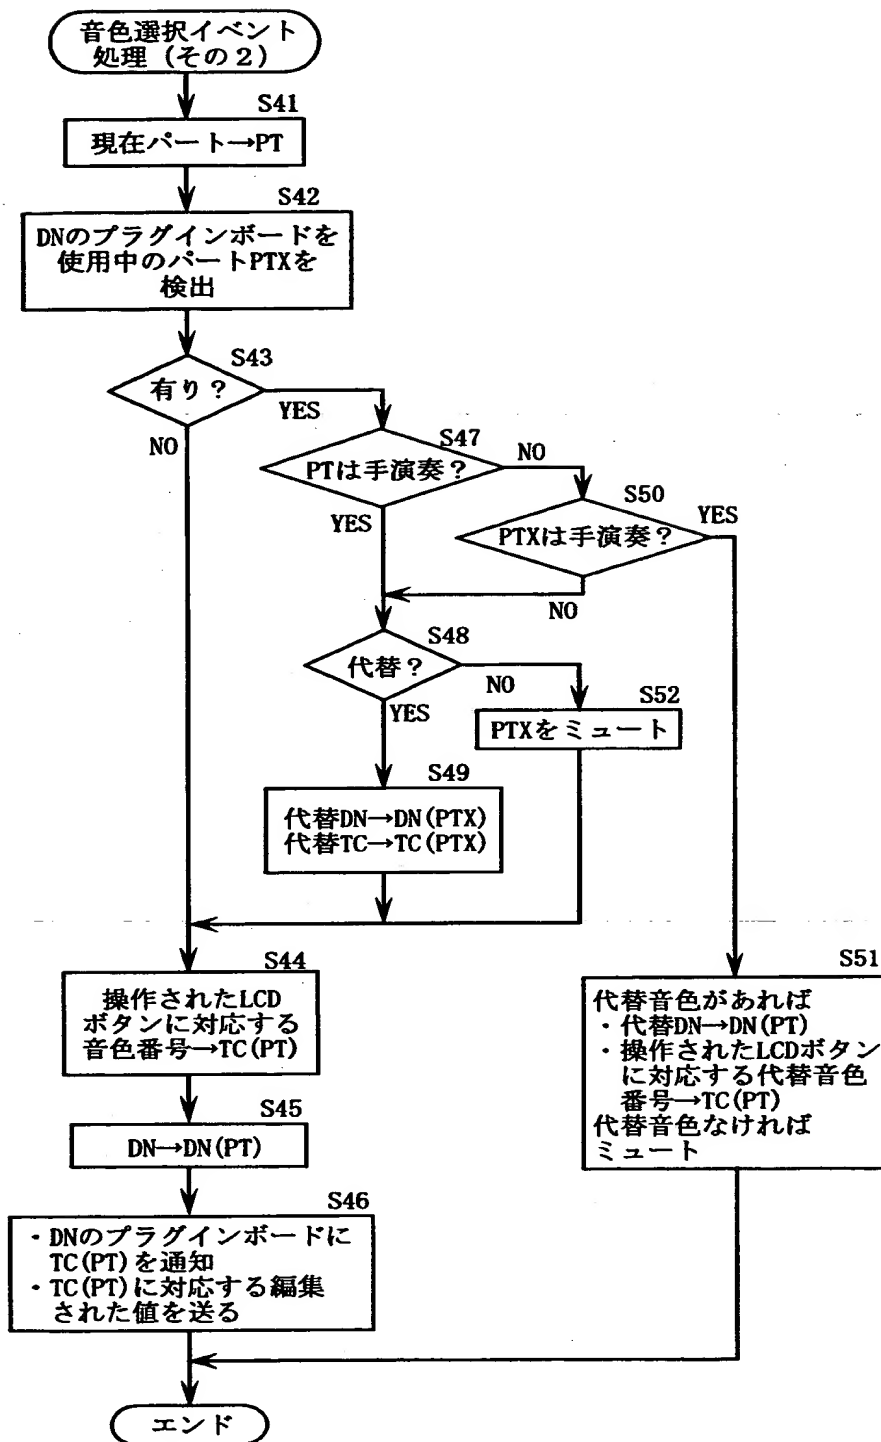 音色選択イベント
処理（その２）
S41
現在パート→PT
S42
DNのプラグインボードを
使用中のパートPTXを
検出
S43
有り？
YES
NO
S47
PTは手演奏？
NO
YES
S50
PTXは手演奏？
YES
NO
S48
代替？
NO
YES
S52
PTXをミュート
S49
代替DN→DN(PTX)
代替TC→TC(PTX)
S44
操作されたLCD
ボタンに対応する
音色番号→TC(PT)
S45
DN→DN(PT)
S46
・DNのプラグインボードに
TC(PT)を通知
・TC(PT)に対応する編集
された値を送る
S51
代替音色があれば
・代替DN→DN(PT)
・操作されたLCDボタン
に対応する代替音色
番号→TC(PT)
代替音色なければ
ミュート
エンド